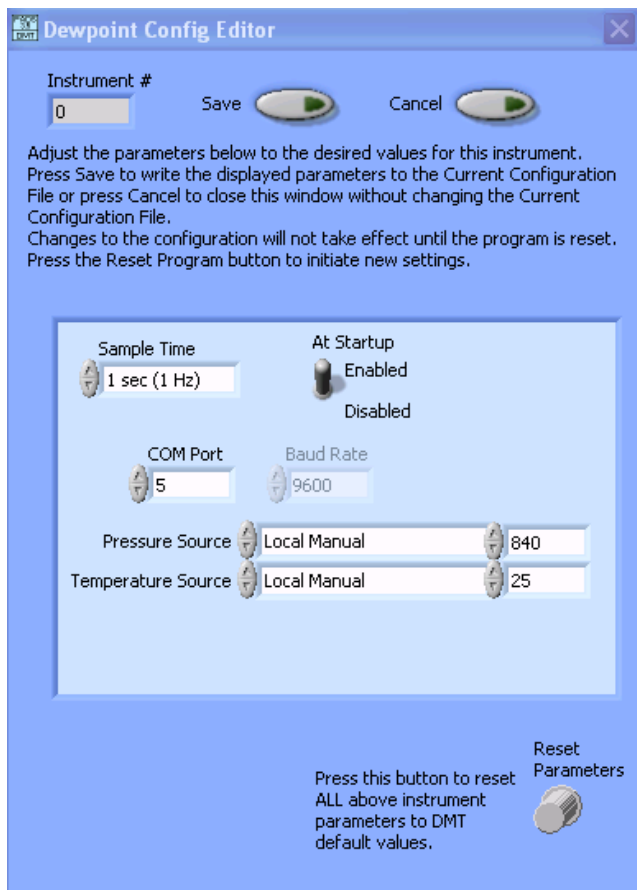 Dewpoint Config Editor
Instrument #
0
Save
Cancel
Adjust the parameters below to the desired values for this instrument.
Press Save to write the displayed parameters to the Current Configuration
File or press Cancel to close this window without changing the Current
Configuration File.
Changes to the configuration will not take effect until the program is reset.
Press the Reset Program button to initiate new settings.
Sample Time
1 sec (1 Hz)
At Startup
Enabled
Disabled
COM Port
5
Baud Rate
9600
Pressure Source Local Manual 840
Temperature Source Local Manual 25
Press this button to reset
ALL above instrument
parameters to DMT
default values.
Reset
Parameters